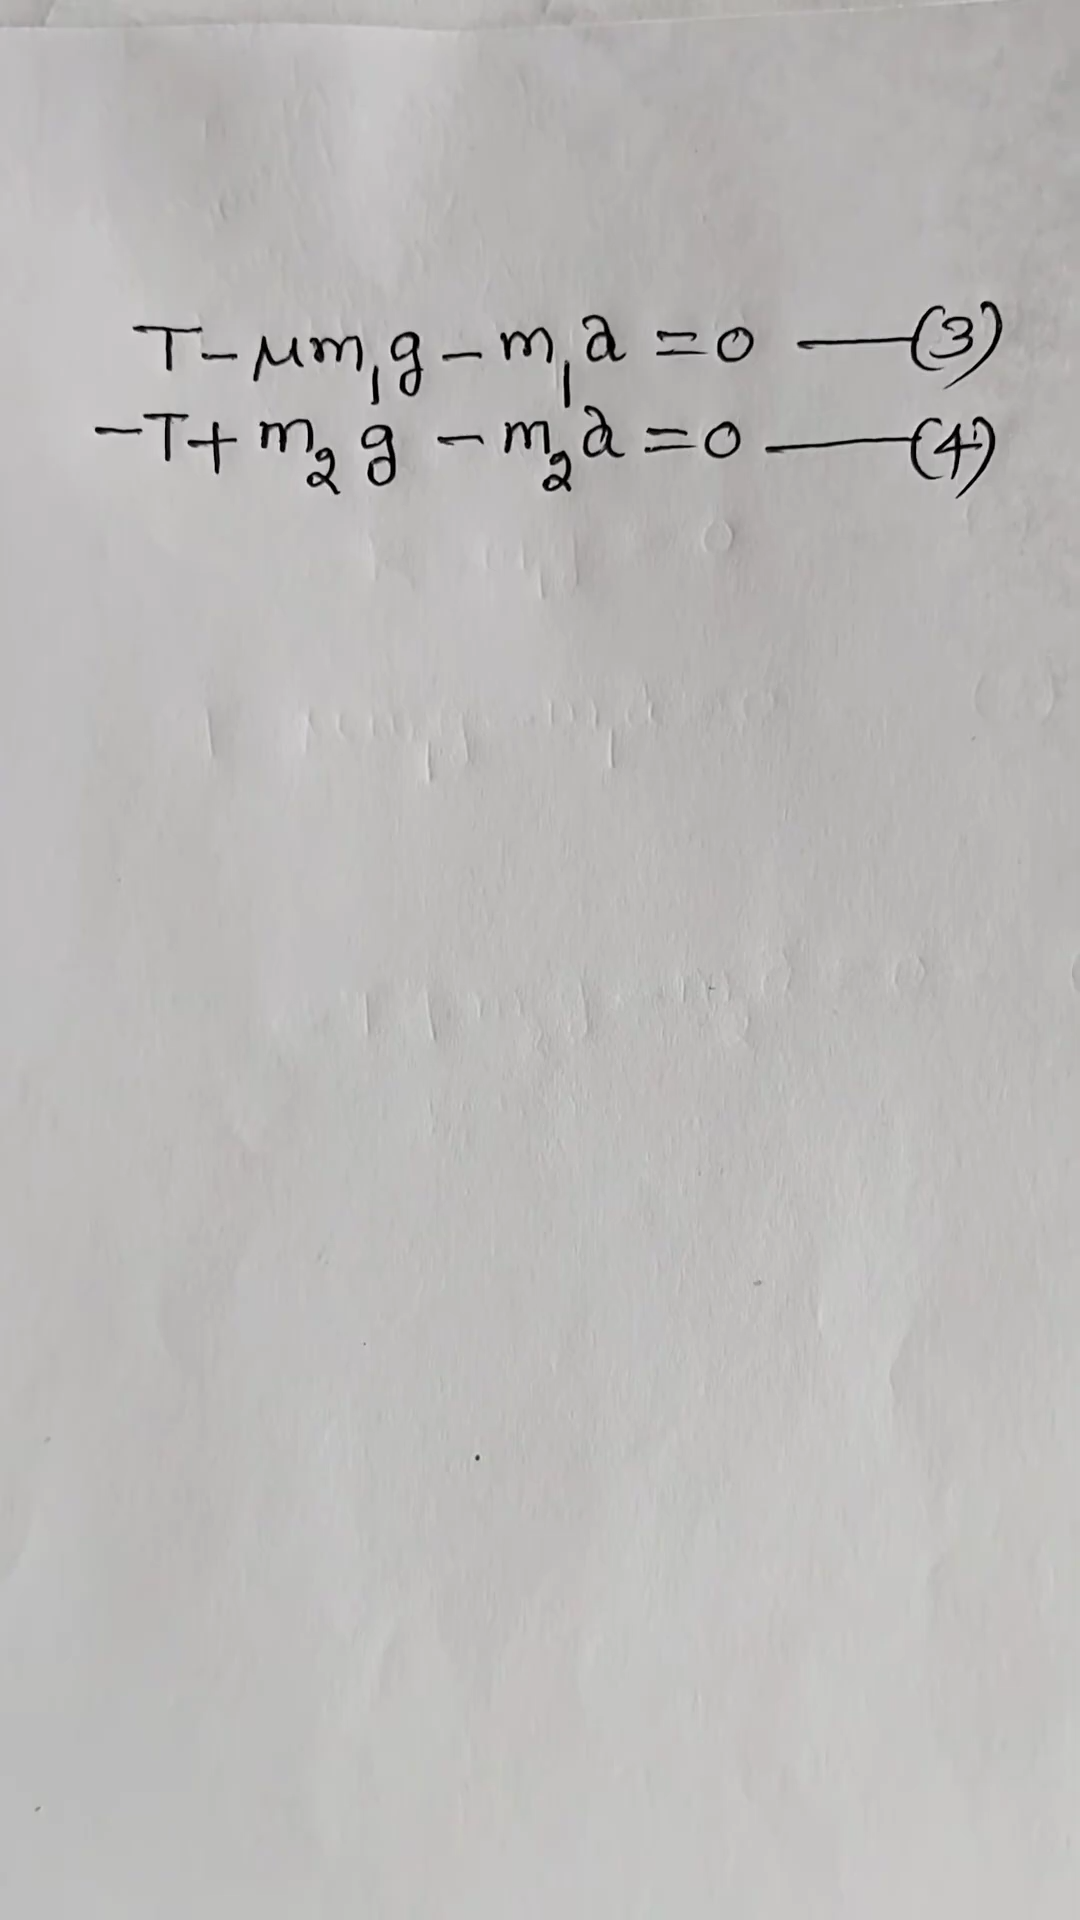 T - μm₁g - m₁a = 0 —(3)
-T + m₂g - m₂a = 0 —(4)